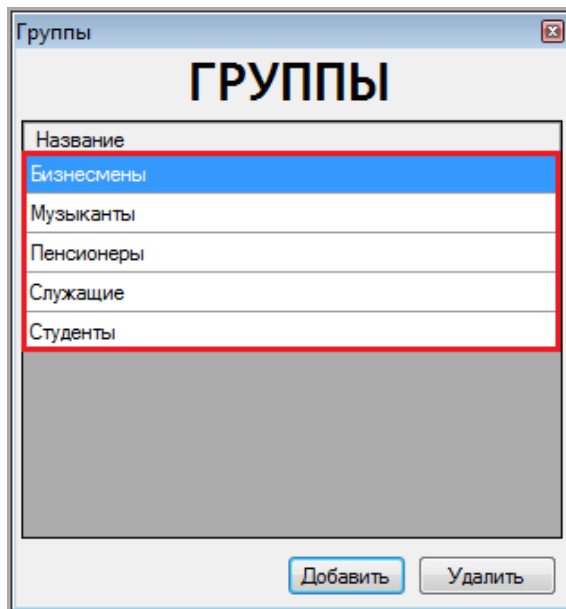 Группы
ГРУППЫ
Название
Бизнесмены
Музыканты
Пенсионеры
Служащие
Студенты
Добавить Удалить